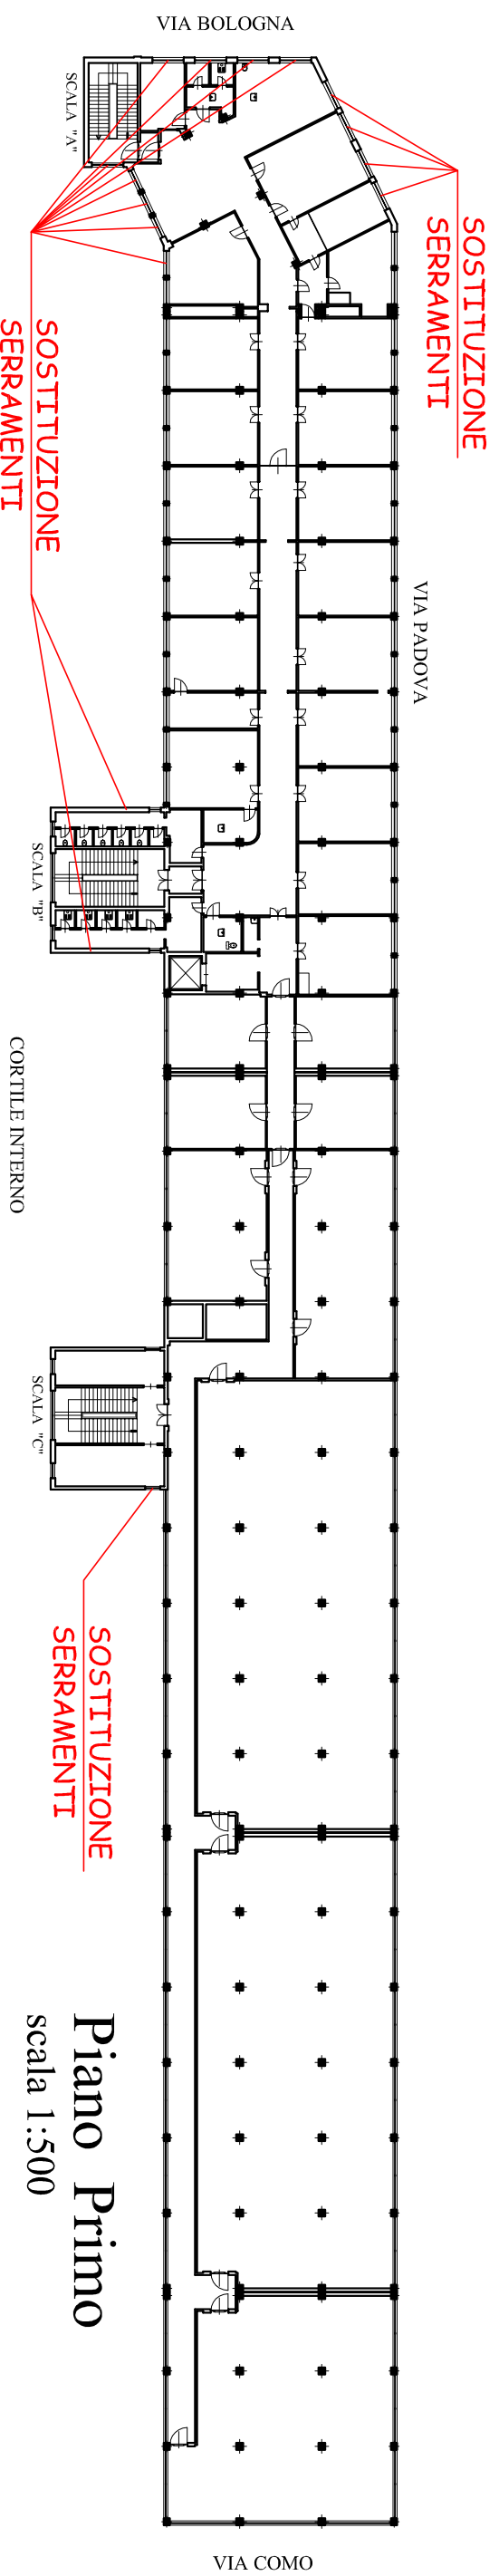 VIA BOLOGNA
SCALA "A"
SOSTITUZIONE
SERRAMENTI
SOSTITUZIONE
SERRAMENTI
VIA PADOVA
SCALA "B"
CORTILE INTERNO
SCALA "C"
SOSTITUZIONE
SERRAMENTI
Piano Primo
scala 1:500
VIA COMO